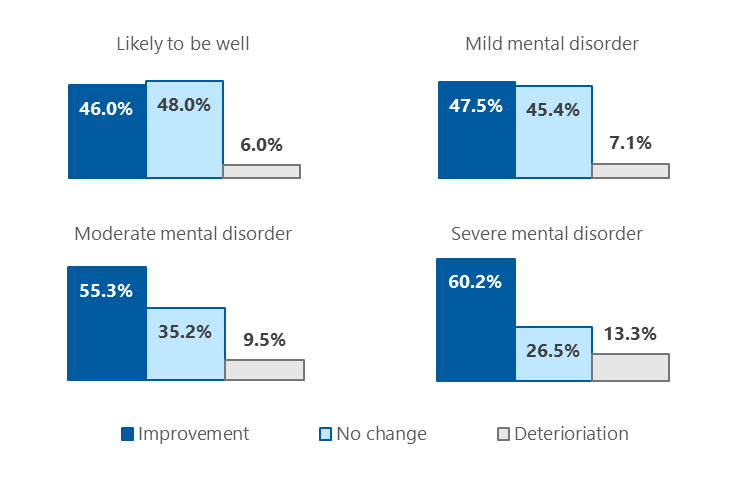 Likely to be well
46.0%
48.0%
6.0%
Mild mental disorder
47.5%
45.4%
7.1%
Moderate mental disorder
55.3%
35.2%
9.5%
Severe mental disorder
60.2%
26.5%
13.3%
Improvement
No change
Deterioriation